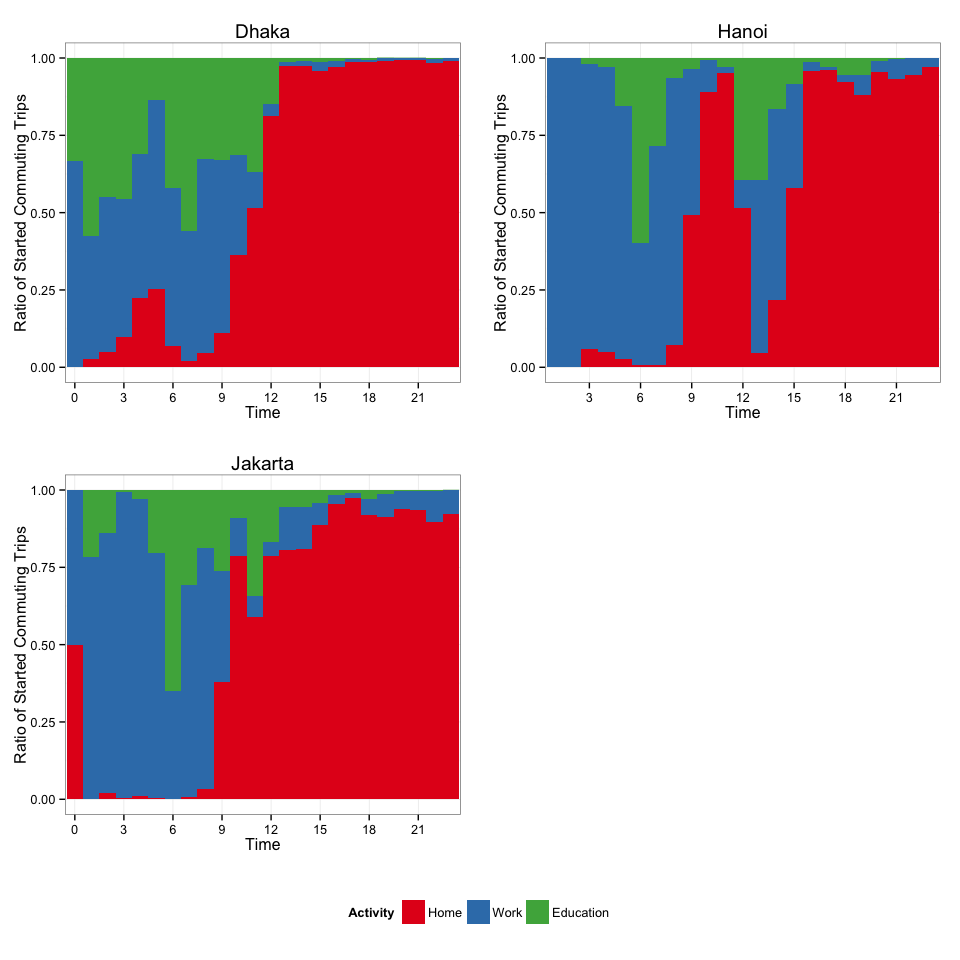 Dhaka
Ratio of Started Commuting Trips
1.00
0.75
0.50
0.25
0.00
0 3 6 9 12 15 18 21
Time
Hanoi
Ratio of Started Commuting Trips
1.00
0.75
0.50
0.25
0.00
3 6 9 12 15 18 21
Time
Jakarta
Ratio of Started Commuting Trips
1.00
0.75
0.50
0.25
0.00
0 3 6 9 12 15 18 21
Time
Activity Home Work Education